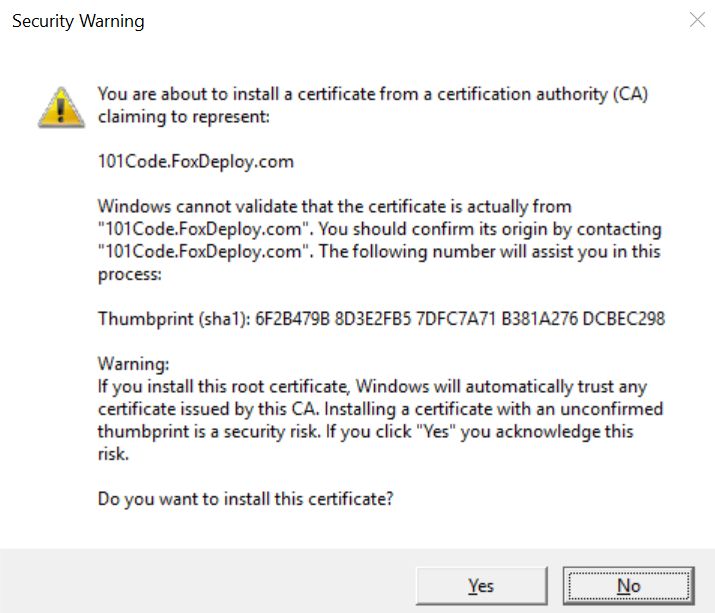 Security Warning
You are about to install a certificate from a certification authority (CA)
claiming to represent:
101Code.FoxDeploy.com
Windows cannot validate that the certificate is actually from
"101Code.FoxDeploy.com". You should confirm its origin by contacting
"101Code.FoxDeploy.com". The following number will assist you in this
process:
Thumbprint (sha1): 6F2B479B 8D3E2FB5 7DFC7A71 B381A276 DCBEC298
Warning:
If you install this root certificate, Windows will automatically trust any
certificate issued by this CA. Installing a certificate with an unconfirmed
thumbprint is a security risk. If you click "Yes" you acknowledge this
risk.
Do you want to install this certificate?
Yes
No